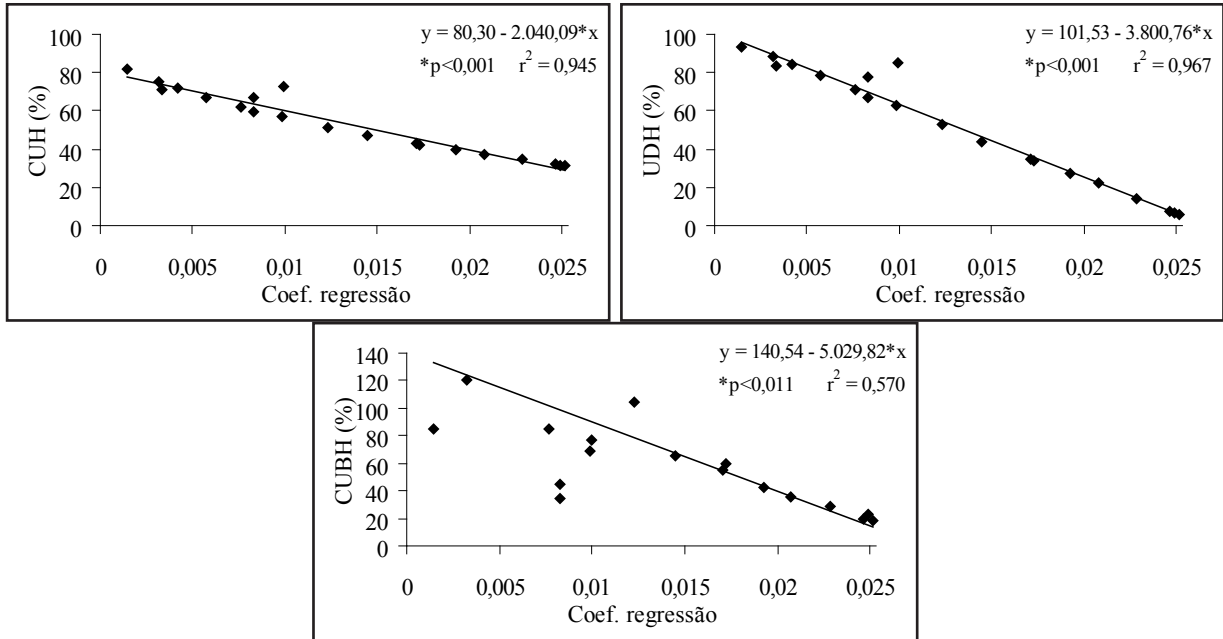 y = 80,30 - 2.040,09*x
*p<0,001 r² = 0,945
CUH (%)
100
80
60
40
20
0
0 0,005 0,01 0,015 0,02 0,025
Coef. regressão
y = 101,53 - 3.800,76*x
*p<0,001 r² = 0,967
UDH (%)
100
80
60
40
20
0
0 0,005 0,01 0,015 0,02 0,025
Coef. regressão
y = 140,54 - 5.029,82*x
*p<0,011 r² = 0,570
CUBH (%)
140
120
100
80
60
40
20
0
0 0,005 0,01 0,015 0,02 0,025
Coef. regressão